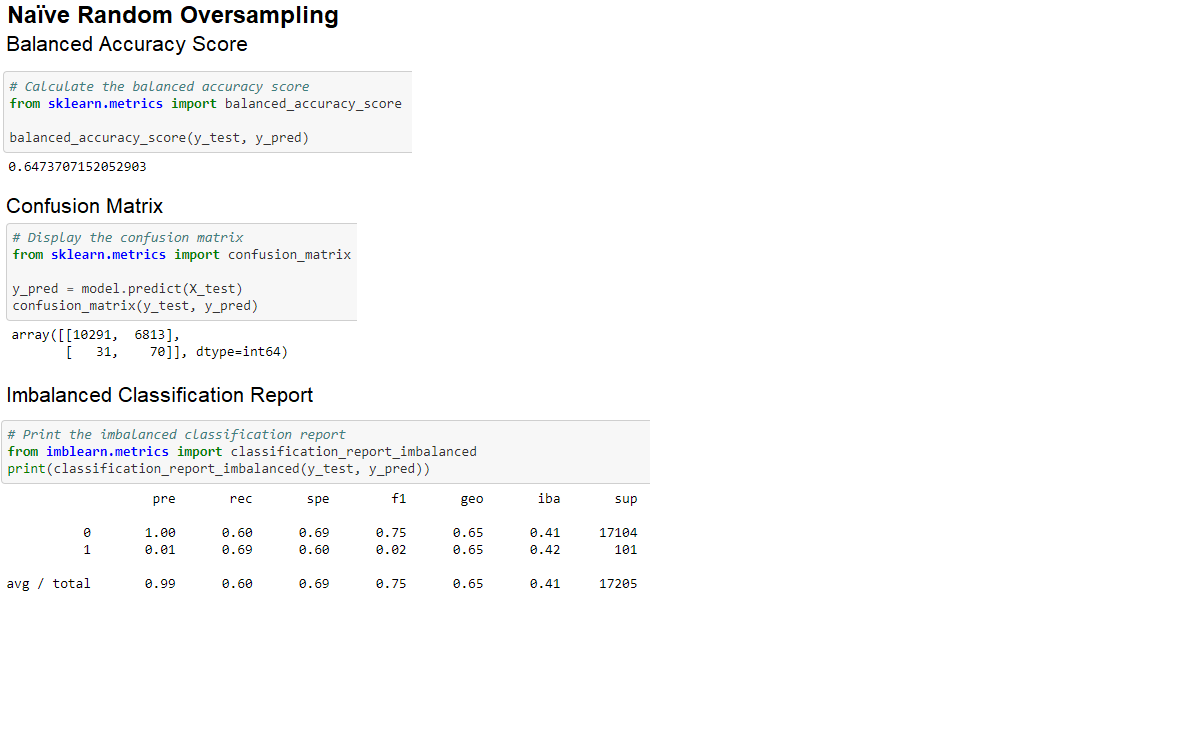 Naïve Random Oversampling
Balanced Accuracy Score
# Calculate the balanced accuracy score
from sklearn.metrics import balanced_accuracy_score
balanced_accuracy_score(y_test, y_pred)
0.6473707152052903
Confusion Matrix
# Display the confusion matrix
from sklearn.metrics import confusion_matrix
y_pred = model.predict(X_test)
confusion_matrix(y_test, y_pred)
array([[10291, 6813],
[ 31, 70]], dtype=int64)
Imbalanced Classification Report
# Print the imbalanced classification report
from imblearn.metrics import classification_report_imbalanced
print(classification_report_imbalanced(y_test, y_pred))
pre rec spe f1 geo iba sup
0 1.00 0.60 0.69 0.75 0.65 0.41 17104
1 0.01 0.69 0.60 0.02 0.65 0.42 101
avg / total 0.99 0.60 0.69 0.75 0.65 0.41 17205